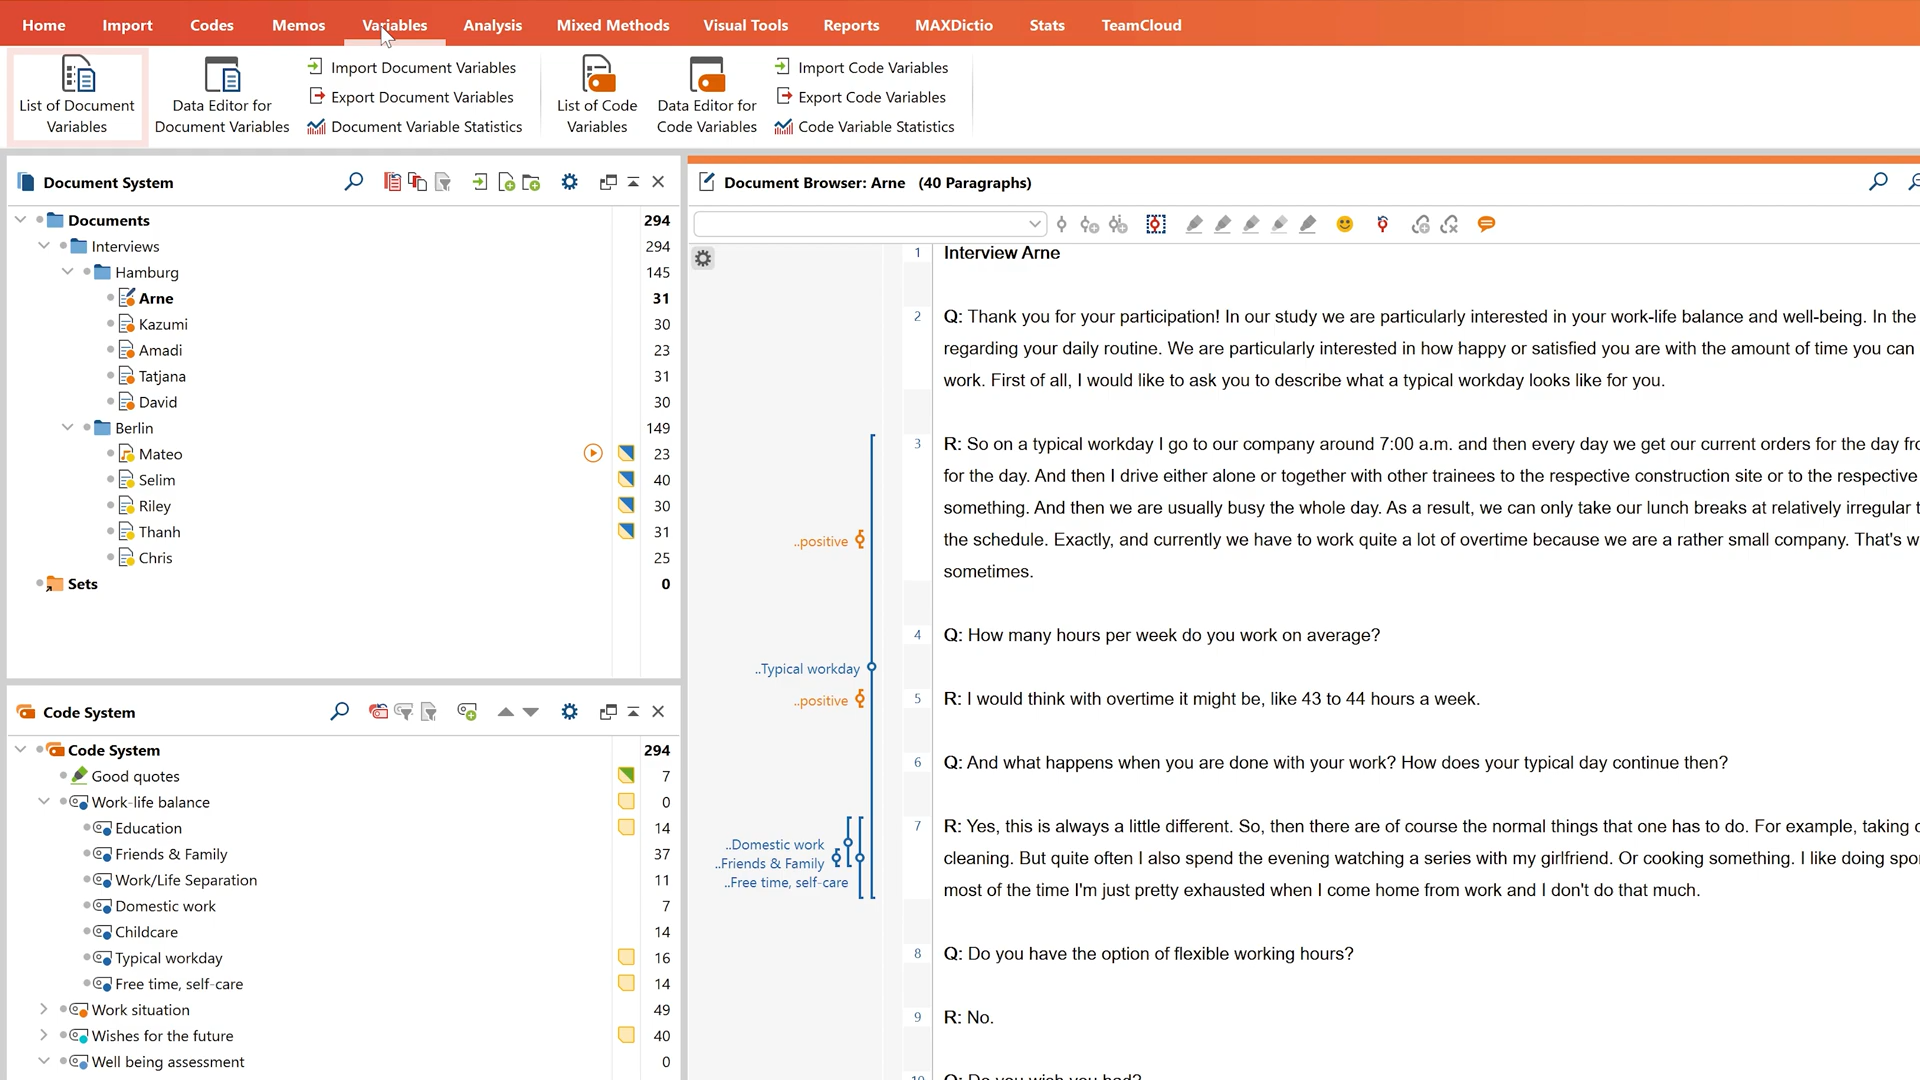 Home Import Codes Memos Variables Analysis Mixed Methods Visual Tools Reports MAXDictio Stats TeamCloud
List of Document Variables
Data Editor for Document Variables
Import Document Variables
Export Document Variables
Document Variable Statistics
List of Code Variables
Data Editor for Code Variables
Import Code Variables
Export Code Variables
Code Variable Statistics
Document System
Documents 294
Interviews 294
Hamburg 145
Arne 31
Kazumi 30
Amadi 23
Tatjana 31
David 30
Berlin 149
Mateo 23
Selim 40
Riley 30
Thanh 31
Chris 25
Sets 0
Code System
Code System 294
Good quotes 7
Work-life balance 0
Education 14
Friends & Family 37
Work/Life Separation 11
Domestic work 7
Childcare 14
Typical workday 16
Free time, self-care 14
Work situation 49
Wishes for the future 40
Well being assessment 0
Document Browser: Arne (40 Paragraphs)
..positive
..Typical workday
..positive
..Domestic work
..Friends & Family
..Free time, self-care
1 Interview Arne
2 Q: Thank you for your participation! In our study we are particularly interested in your work-life balance and well-being. In the
regarding your daily routine. We are particularly interested in how happy or satisfied you are with the amount of time you can
work. First of all, I would like to ask you to describe what a typical workday looks like for you.
3 R: So on a typical workday I go to our company around 7:00 a.m. and then every day we get our current orders for the day
for the day. And then I drive either alone or together with other trainees to the respective construction site or to the respective
something. And then we are usually busy the whole day. As a result, we can only take our lunch breaks at relatively irregular
the schedule. Exactly, and currently we have to work quite a lot of overtime because we are a rather small company. That's
sometimes.
4 Q: How many hours per week do you work on average?
5 R: I would think with overtime it might be, like 43 to 44 hours a week.
6 Q: And what happens when you are done with your work? How does your typical day continue then?
7 R: Yes, this is always a little different. So, then there are of course the normal things that one has to do. For example, taking
cleaning. But quite often I also spend the evening watching a series with my girlfriend. Or cooking something. I like doing
most of the time I'm just pretty exhausted when I come home from work and I don't do that much.
8 Q: Do you have the option of flexible working hours?
9 R: No.
10 Q: Do you wish you had?